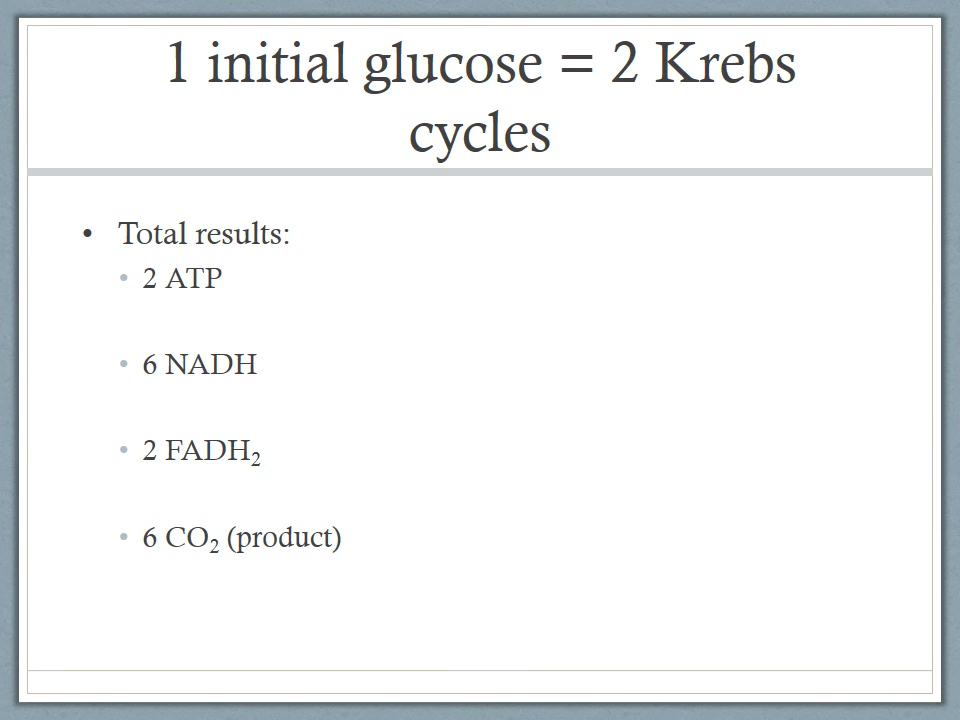 1 initial glucose = 2 Krebs
cycles
• Total results:
• 2 ATP
• 6 NADH
• 2 FADH₂
• 6 CO₂ (product)